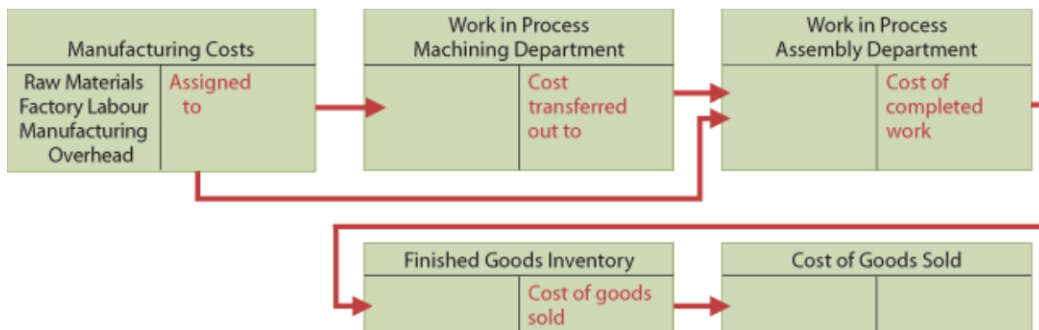 Manufacturing Costs
Raw Materials
Factory Labour
Manufacturing
Overhead
Assigned
to
Work in Process
Machining Department
Cost
transferred
out to
Work in Process
Assembly Department
Cost of
completed
work
Finished Goods Inventory
Cost of goods
sold
Cost of Goods Sold